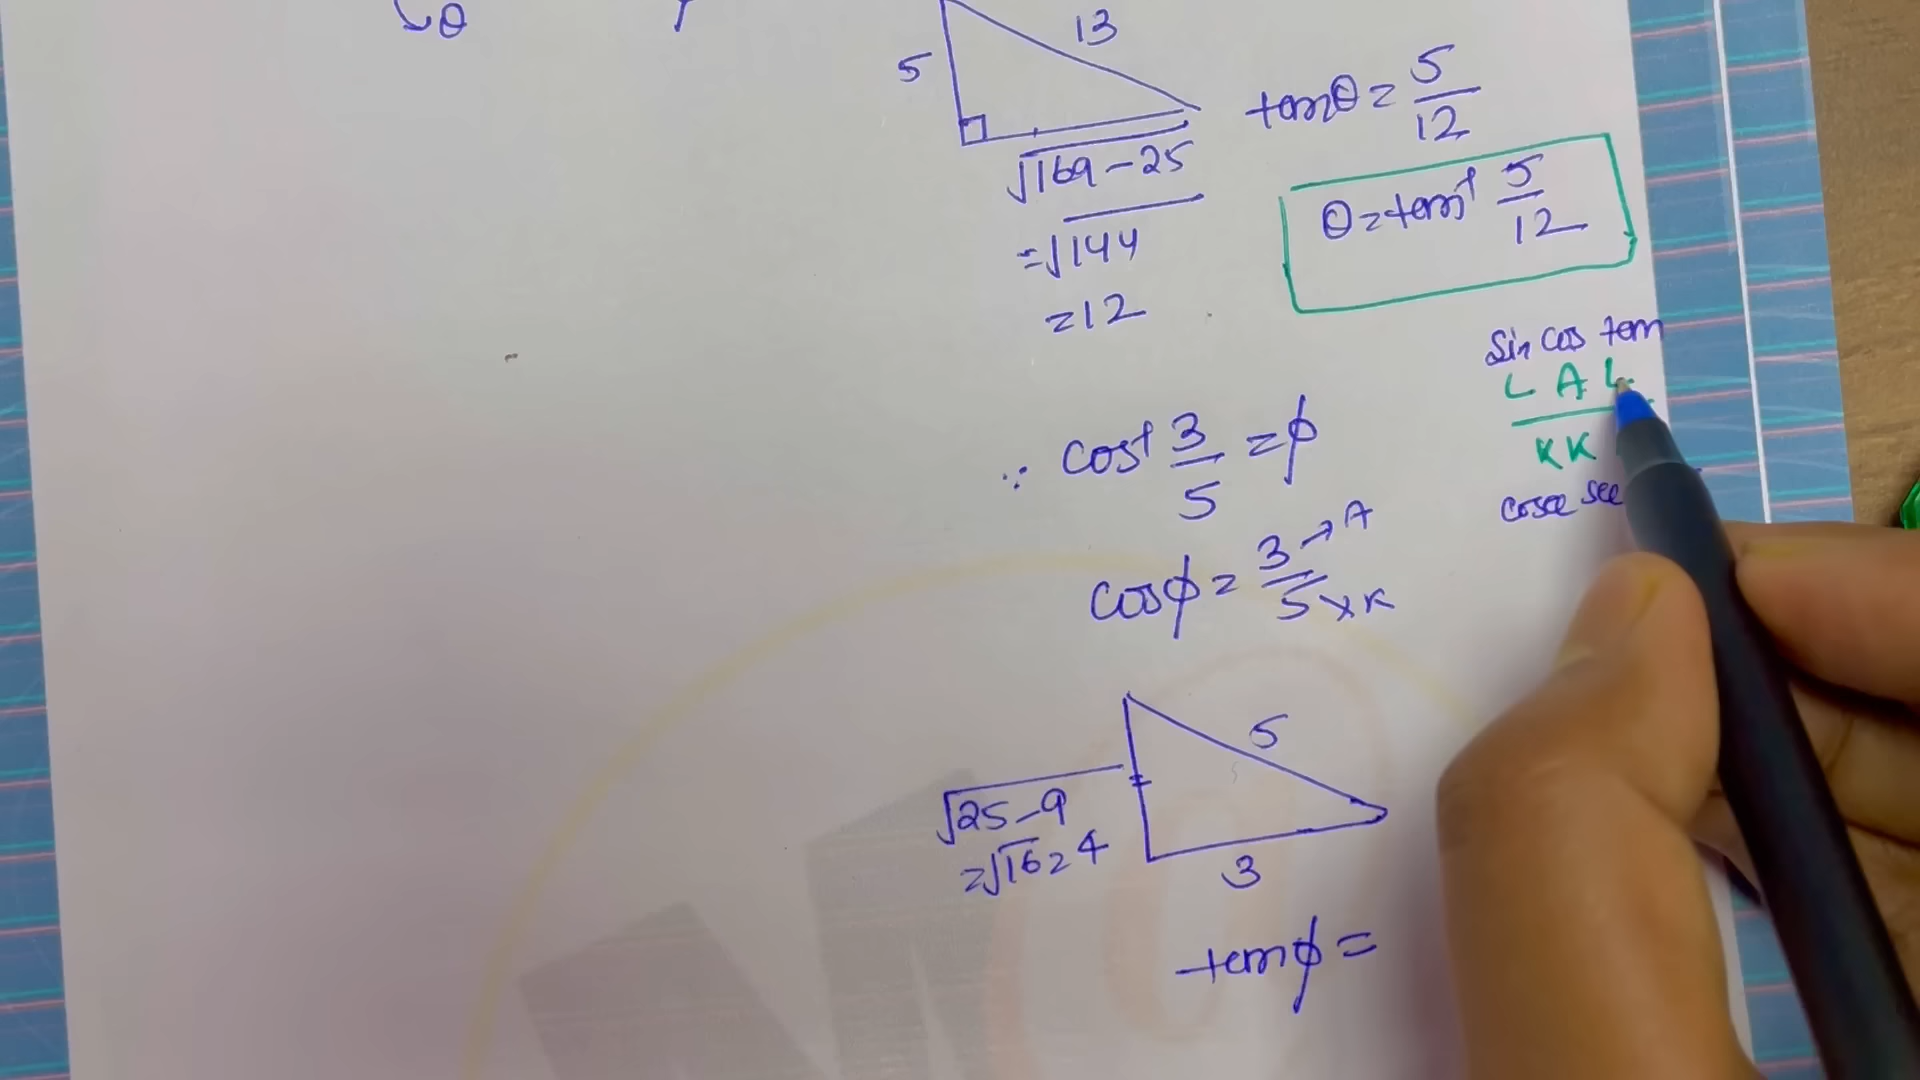 θ
5
13
√169-25
=√144
=12
tanθ = 5/12
θ = tan⁻¹ 5/12
sin cos tan
L A L
K K
cosec sec
∵ cos⁻¹ 3/5 = ϕ
cosϕ = 3/5 → A
K
5
√25-9
=√16=4
3
tanϕ =